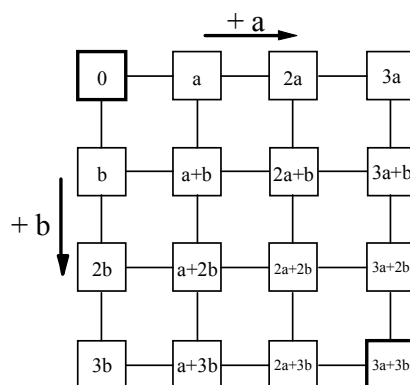 + a
0 a 2a 3a
b a+b 2a+b 3a+b
+ b
2b a+2b 2a+2b 3a+2b
3b a+3b 2a+3b 3a+3b